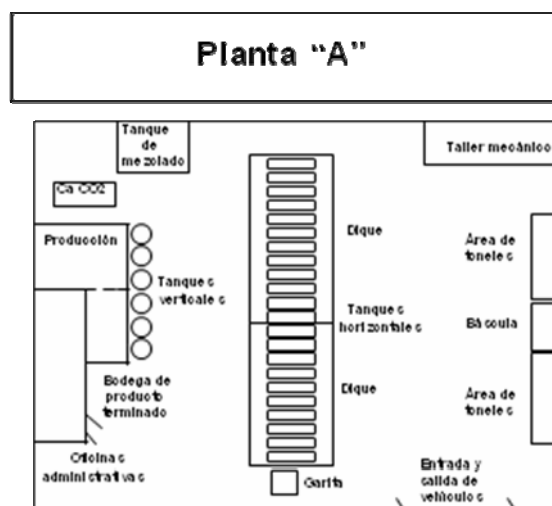 Planta “A”
Tanque
de
mezclado
Taller mecánico
Ca CO2
Producción
Dique
Área de
toneles
Tanques
verticales
Tanques
horizontales
Báscula
Bodega de
producto
terminado
Dique
Área de
toneles
Oficinas
administrativas
Garita
Entrada y
salida de
vehículos